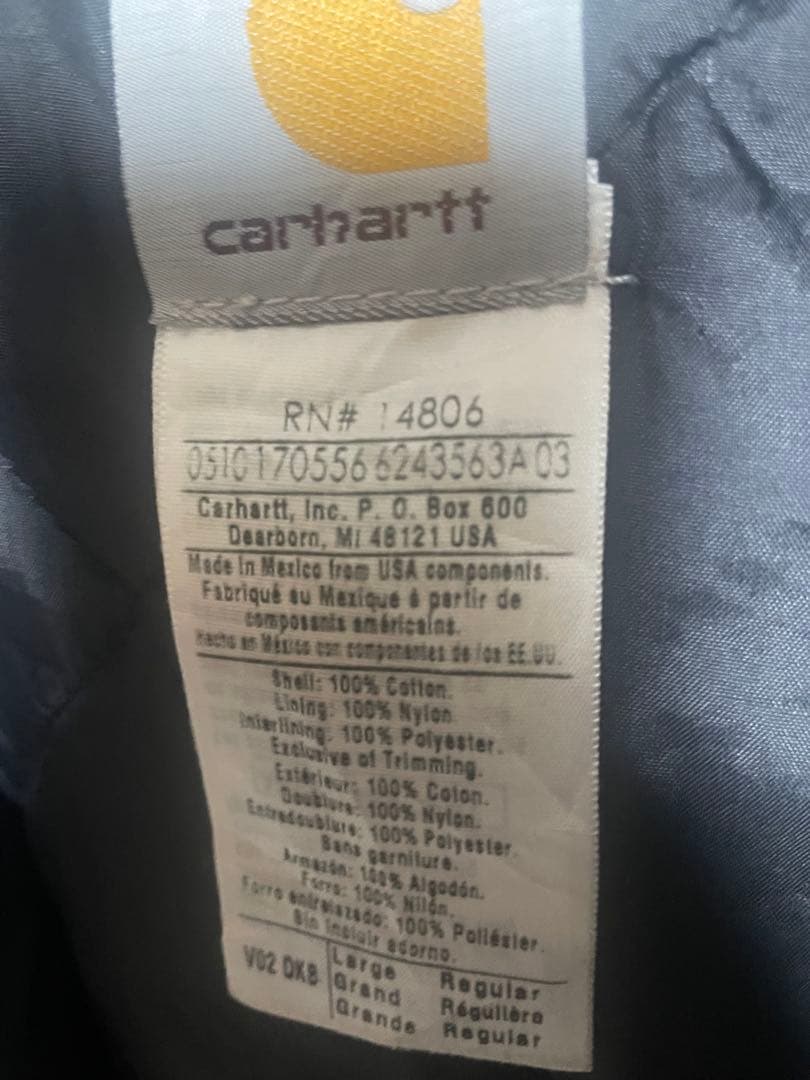 carhartt
RN# 14806
0510170556 6243563A 03
Carhartt, Inc. P. O. Box 600
Dearborn, MI 48121 USA
Made In Mexico from USA components.
Fabriqué au Mexique à partir de
composants américains.
Hecho en México con componentes de los EE.UU.
Shell: 100% Cotton.
Lining: 100% Nylon
Interlining: 100% Polyester.
Exclusive of Trimming.
Extérieur: 100% Coton.
Doublure: 100% Nylon.
Entredoublure: 100% Polyester.
Sans garniture.
Armazón: 100% Algodón.
Forro: 100% Nilón.
Forro entrelazado: 100% Poliéster.
Sin incluir adorno.
V02 DKB
Large Regular
Grand Régulière
Grande Regular